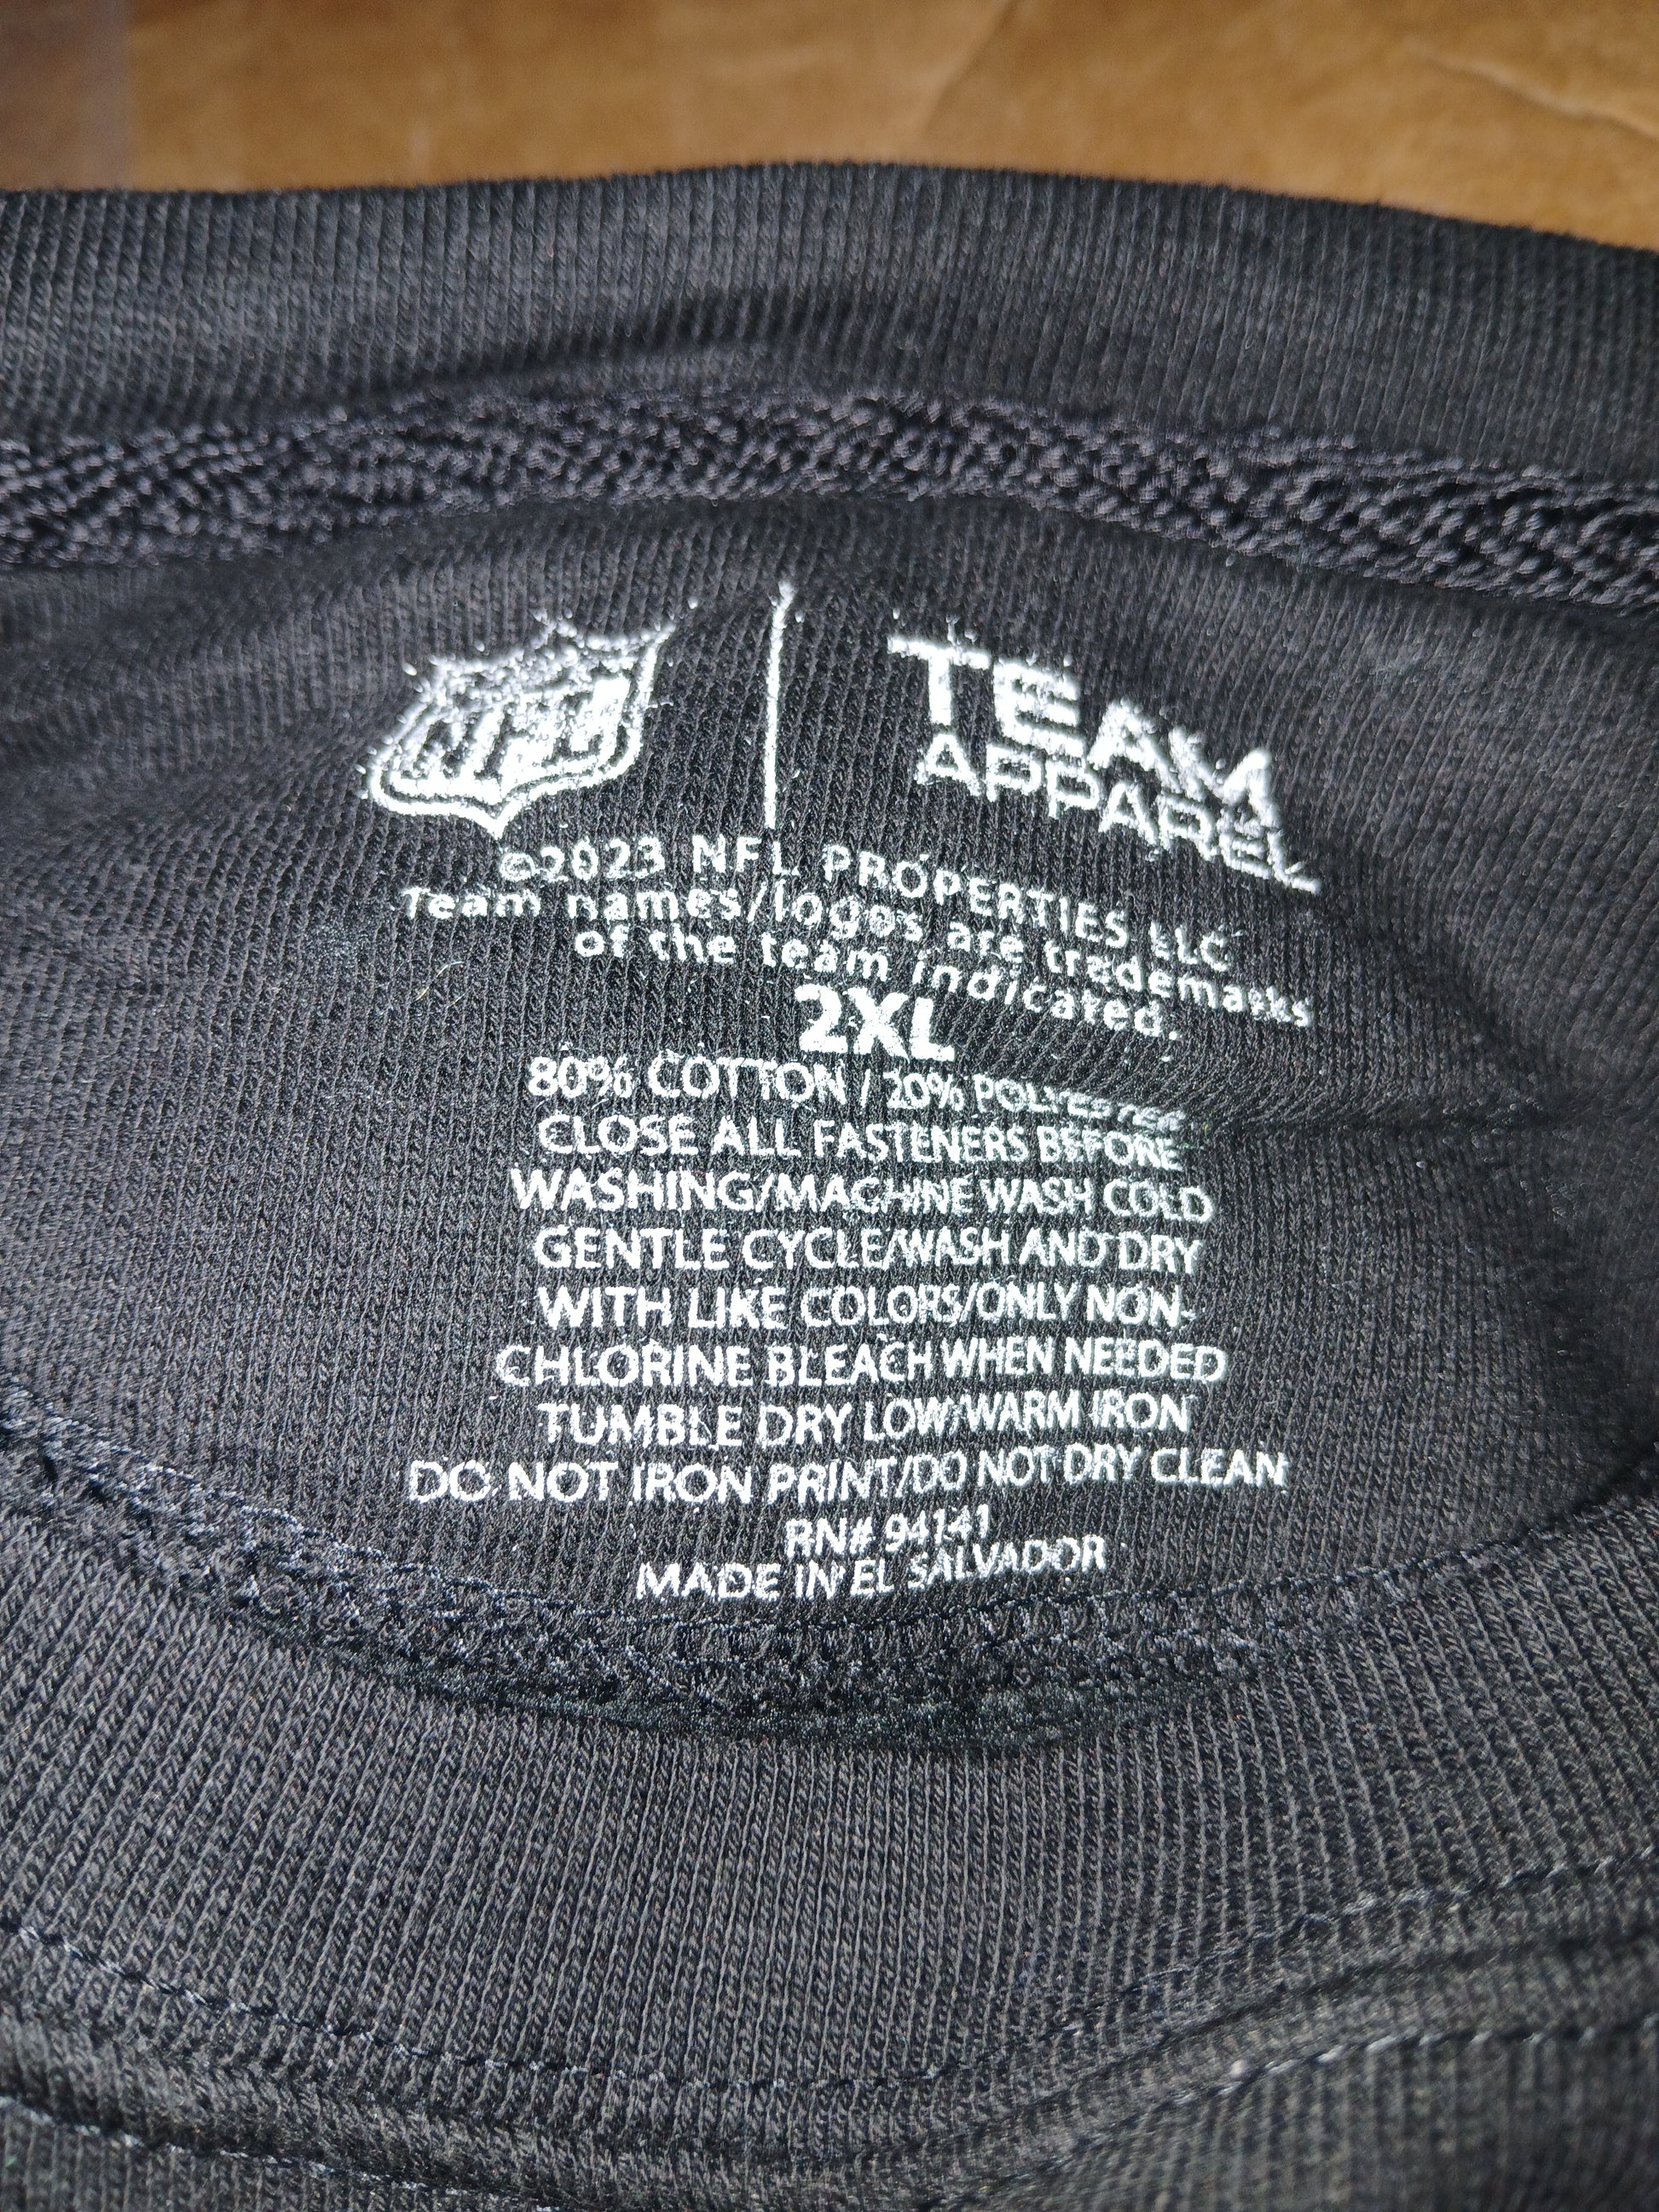 NFL
TEAM
APPAREL
©2023 NFL PROPERTIES LLC
Team names/logos are trademarks
of the team indicated.
2XL
80% COTTON / 20% POLYESTER
CLOSE ALL FASTENERS BEFORE
WASHING/MACHINE WASH COLD
GENTLE CYCLE/WASH AND DRY
WITH LIKE COLORS/ONLY NON-
CHLORINE BLEACH WHEN NEEDED
TUMBLE DRY LOW/WARM IRON
DO NOT IRON PRINT/DO NOT DRY CLEAN
RN# 94141
MADE IN EL SALVADOR